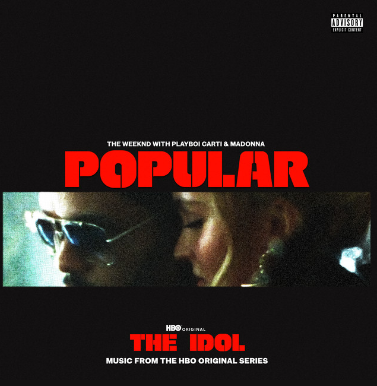 PARENTAL
ADVISORY
EXPLICIT CONTENT
THE WEEKND WITH PLAYBOI CARTI & MADONNA
POPULAR
HBO ORIGINAL
THE IDOL
MUSIC FROM THE HBO ORIGINAL SERIES